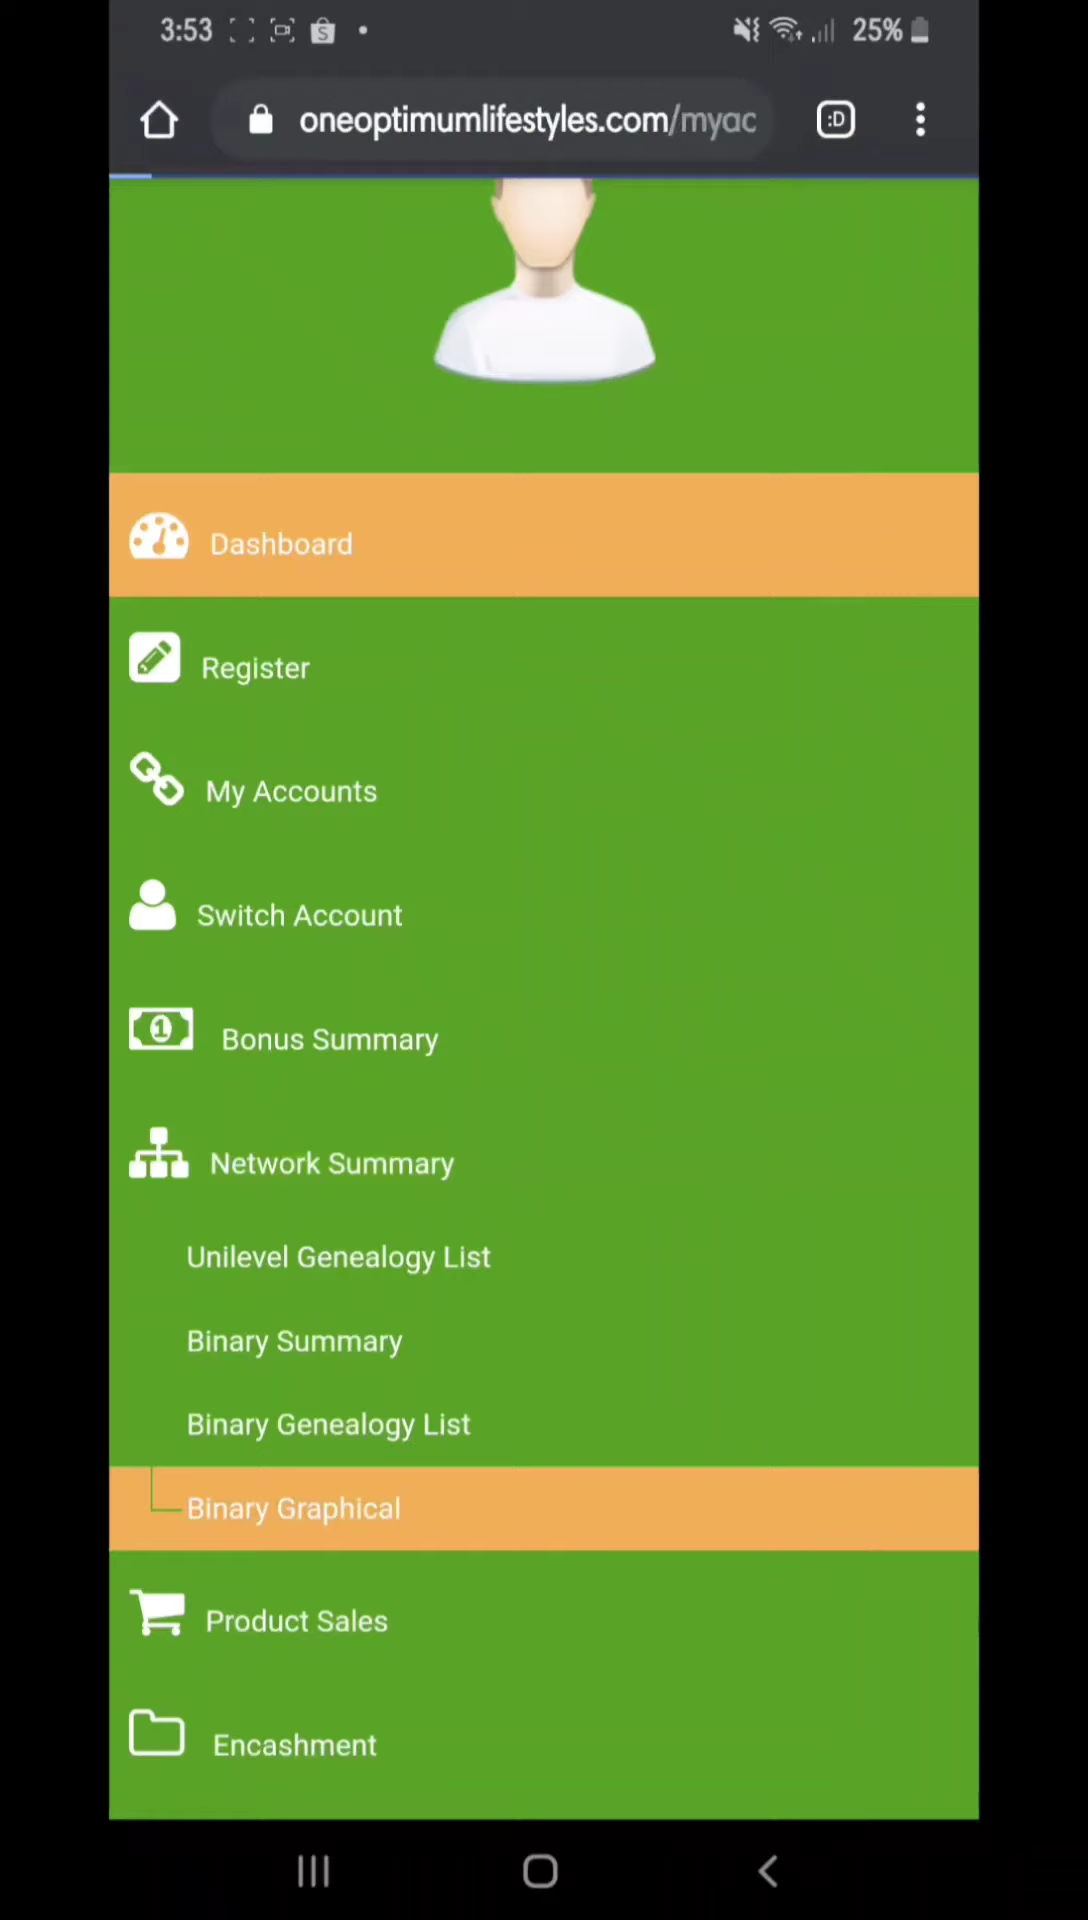 3:53
25%
oneoptimumlifestyles.com/myac
:D
Dashboard
Register
My Accounts
Switch Account
Bonus Summary
Network Summary
Unilevel Genealogy List
Binary Summary
Binary Genealogy List
Binary Graphical
Product Sales
Encashment